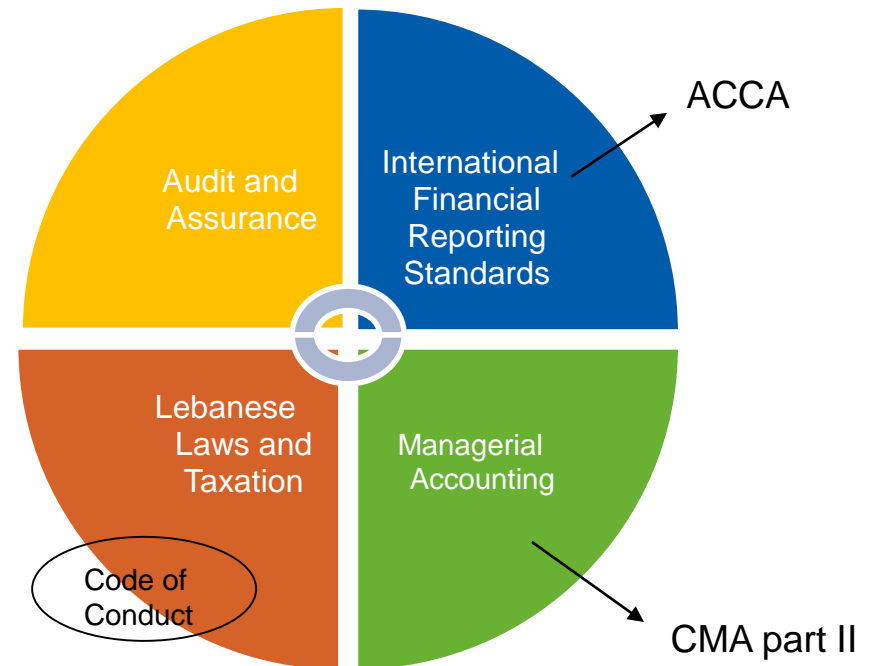 ACCA
Audit and
Assurance
International
Financial
Reporting
Standards
Lebanese
Laws and
Taxation
Managerial
Accounting
Code of
Conduct
CMA part II